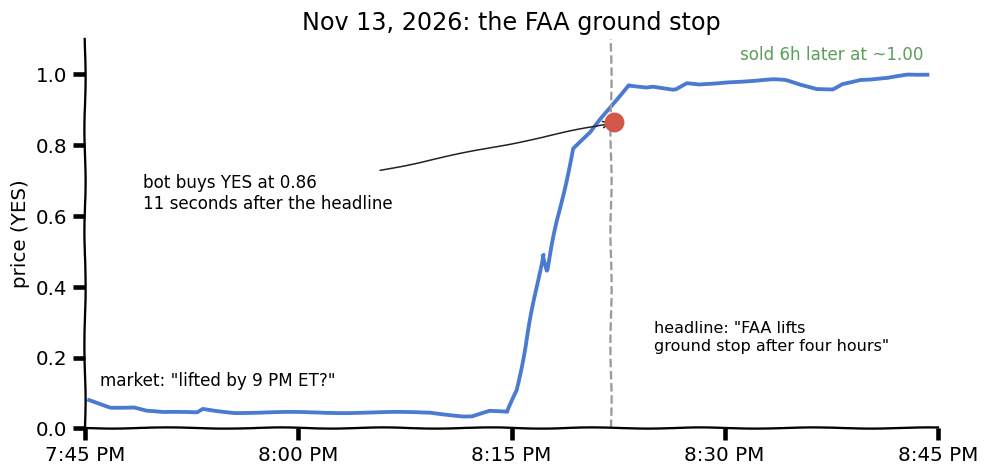 Nov 13, 2026: the FAA ground stop
sold 6h later at ~1.00
1.0
0.8
0.6
0.4
0.2
0.0
price (YES)
bot buys YES at 0.86
11 seconds after the headline
headline: "FAA lifts
ground stop after four hours"
market: "lifted by 9 PM ET?"
7:45 PM
8:00 PM
8:15 PM
8:30 PM
8:45 PM